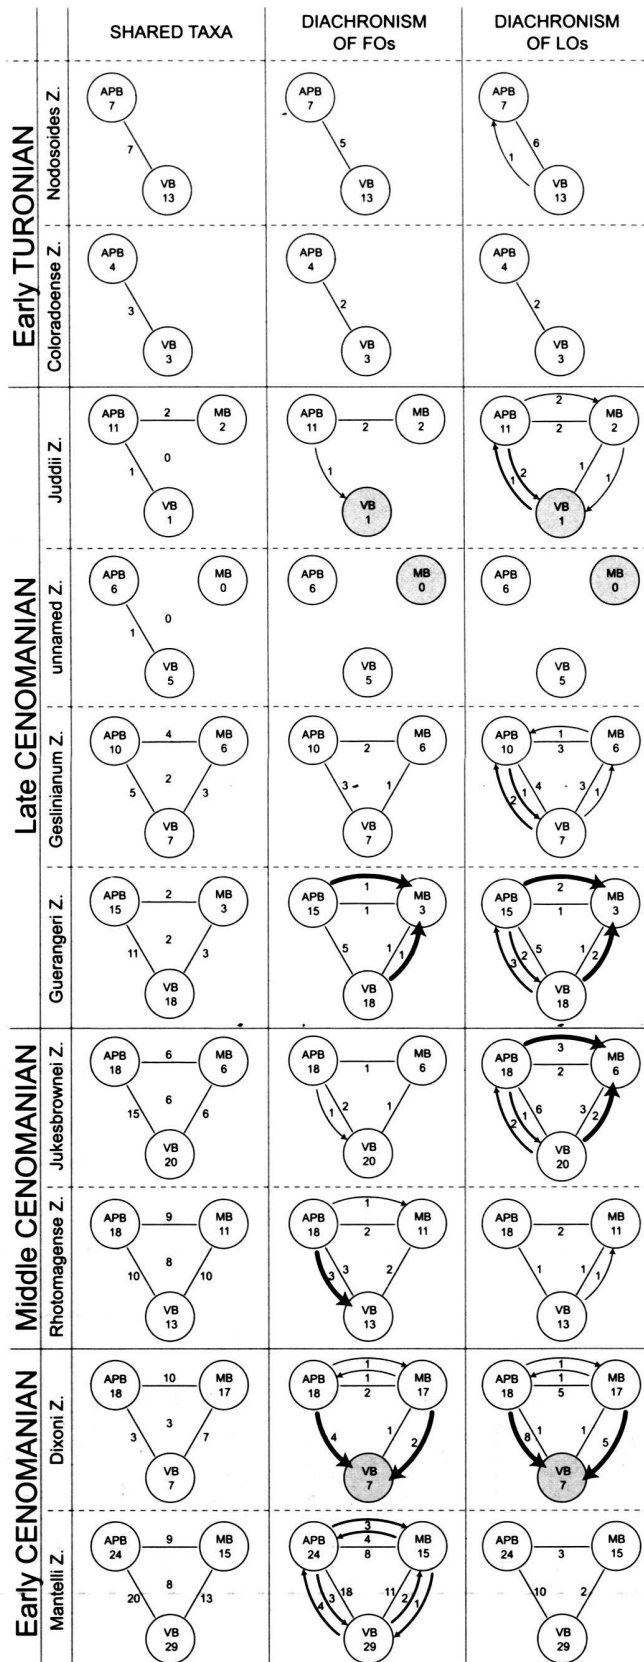 SHARED TAXA
DIACHRONISM
OF FOs
DIACHRONISM
OF LOs
Early TURONIAN
Nodosoides Z.
APB
7
7
VB
13
APB
7
5
VB
13
APB
7
6
1
VB
13
Coloradoense Z.
APB
4
3
VB
3
APB
4
2
VB
3
APB
4
2
VB
3
Late CENOMANIAN
Juddii Z.
APB
11
2
MB
2
0
1
VB
1
APB
11
2
MB
2
1
VB
1
APB
11
2
2
MB
2
1
2
1
1
VB
1
unnamed Z.
APB
6
MB
0
0
1
VB
5
APB
6
MB
0
VB
5
APB
6
MB
0
VB
5
Geslinianum Z.
APB
10
4
MB
6
2
5
3
VB
7
APB
10
2
MB
6
3
1
VB
7
APB
10
1
3
MB
6
2
1
4
3
1
VB
7
Guerangeri Z.
APB
15
2
MB
3
2
11
3
VB
18
APB
15
1
1
MB
3
5
1
1
VB
18
APB
15
2
1
MB
3
3
2
5
1
2
VB
18
Middle CENOMANIAN
Jukesbrownei Z.
APB
18
6
MB
6
6
15
6
VB
20
APB
18
1
MB
6
1
2
1
VB
20
APB
18
3
2
MB
6
2
1
6
3
2
VB
20
Rhotomagense Z.
APB
18
9
MB
11
8
10
10
VB
13
APB
18
1
2
MB
11
3
3
2
VB
13
APB
18
2
MB
11
1
1
1
VB
13
Early CENOMANIAN
Dixoni Z.
APB
18
10
MB
17
3
3
7
VB
7
APB
18
1
1
2
MB
17
4
1
2
VB
7
APB
18
1
1
5
MB
17
8
1
1
5
VB
7
Mantelli Z.
APB
24
9
MB
15
8
20
13
VB
29
APB
24
3
4
8
MB
15
4
3
18
11
2
1
VB
29
APB
24
3
MB
15
10
2
VB
29